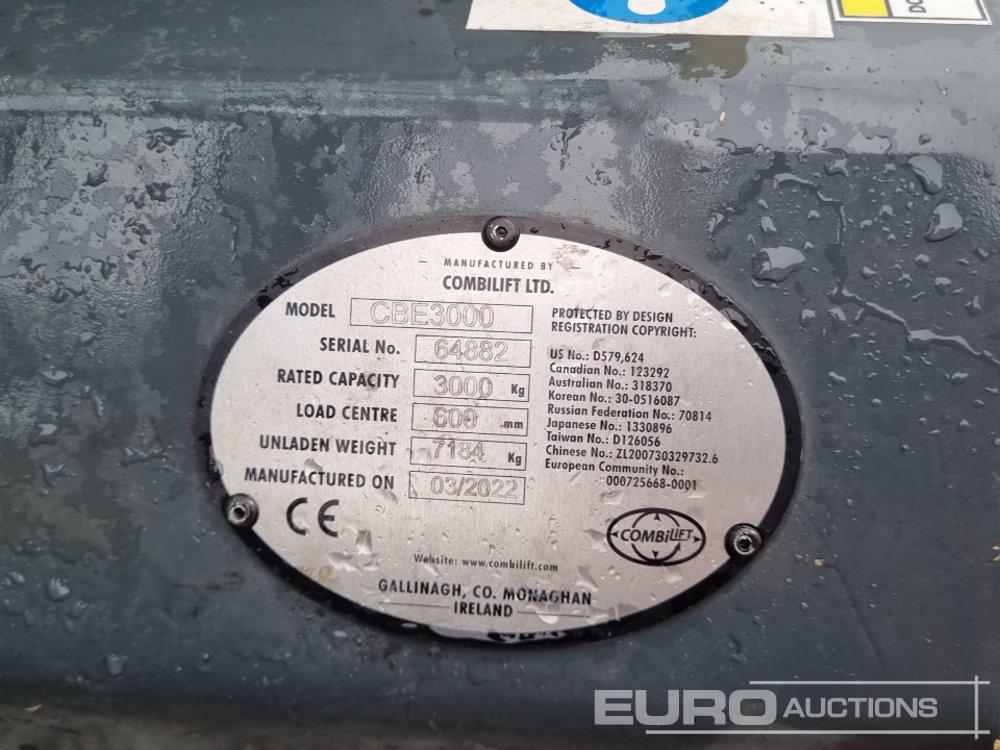 DO
MANUFACTURED BY
COMBILIFT LTD.
MODEL CBE3000
SERIAL No. 64882
RATED CAPACITY 3000 Kg
LOAD CENTRE 600 mm
UNLADEN WEIGHT 7184 Kg
MANUFACTURED ON 03/2022
CE
PROTECTED BY DESIGN
REGISTRATION COPYRIGHT:
US No.: D579,624
Canadian No.: 123292
Australian No.: 318370
Korean No.: 30-0516087
Russian Federation No.: 70814
Japanese No.: 1330896
Taiwan No.: D126056
Chinese No.: ZL200730329732.6
European Community No.:
000725668-0001
COMBiLiFT
Website: www.combilift.com
GALLINAGH, CO. MONAGHAN
IRELAND
EURO AUCTIONS